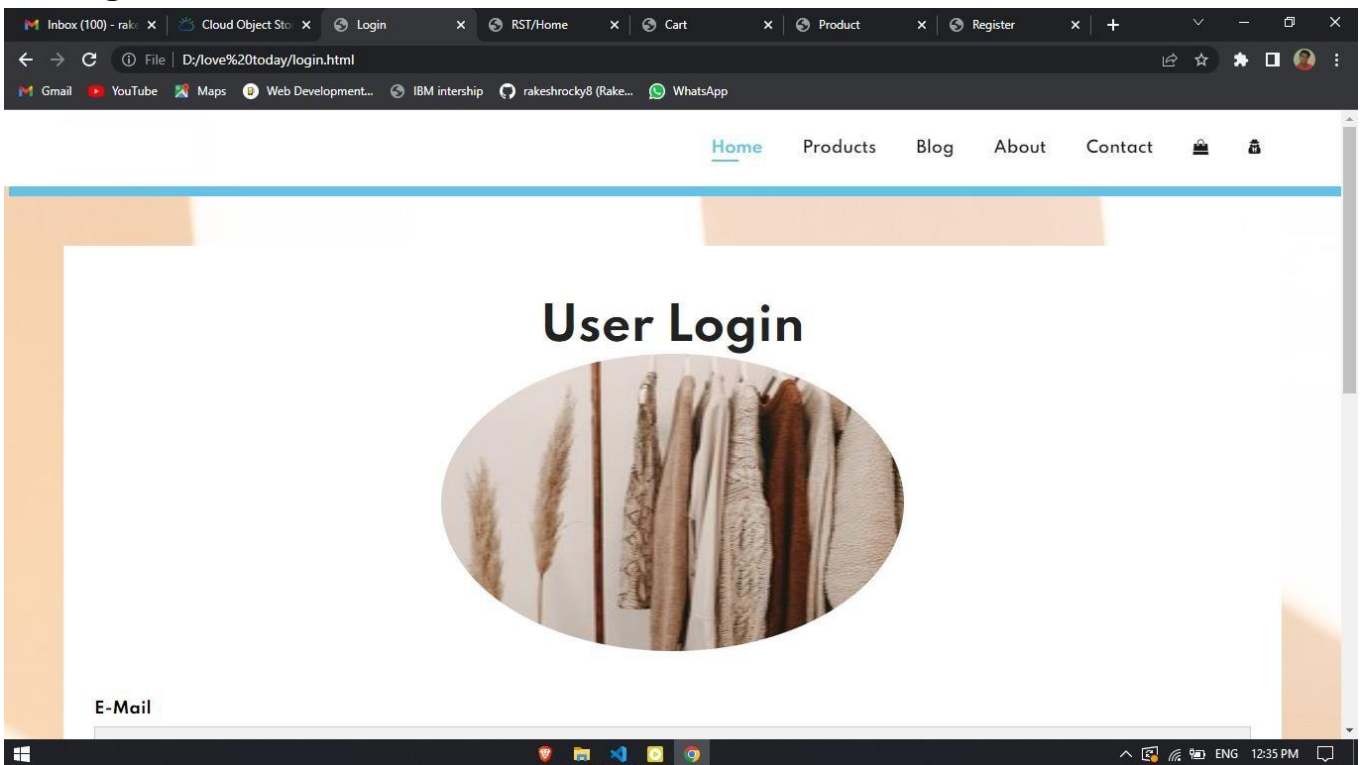 Inbox (100) - rake Cloud Object Sto Login RST/Home Cart Product Register
File D:/love%20today/login.html
Gmail YouTube Maps Web Development... IBM intership rakeshrocky8 (Rake... WhatsApp
Home Products Blog About Contact
User Login
E-Mail
ENG 12:35 PM